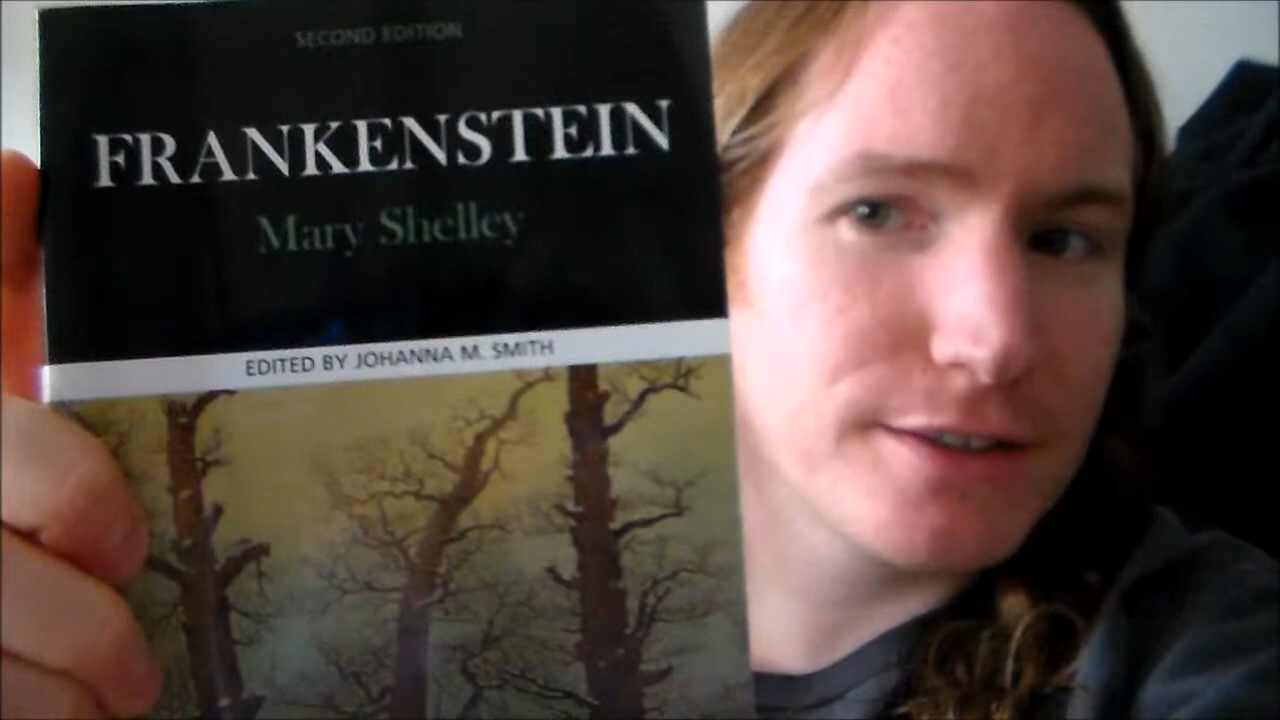 SECOND EDITION
FRANKENSTEIN
Mary Shelley
EDITED BY JOHANNA M. SMITH